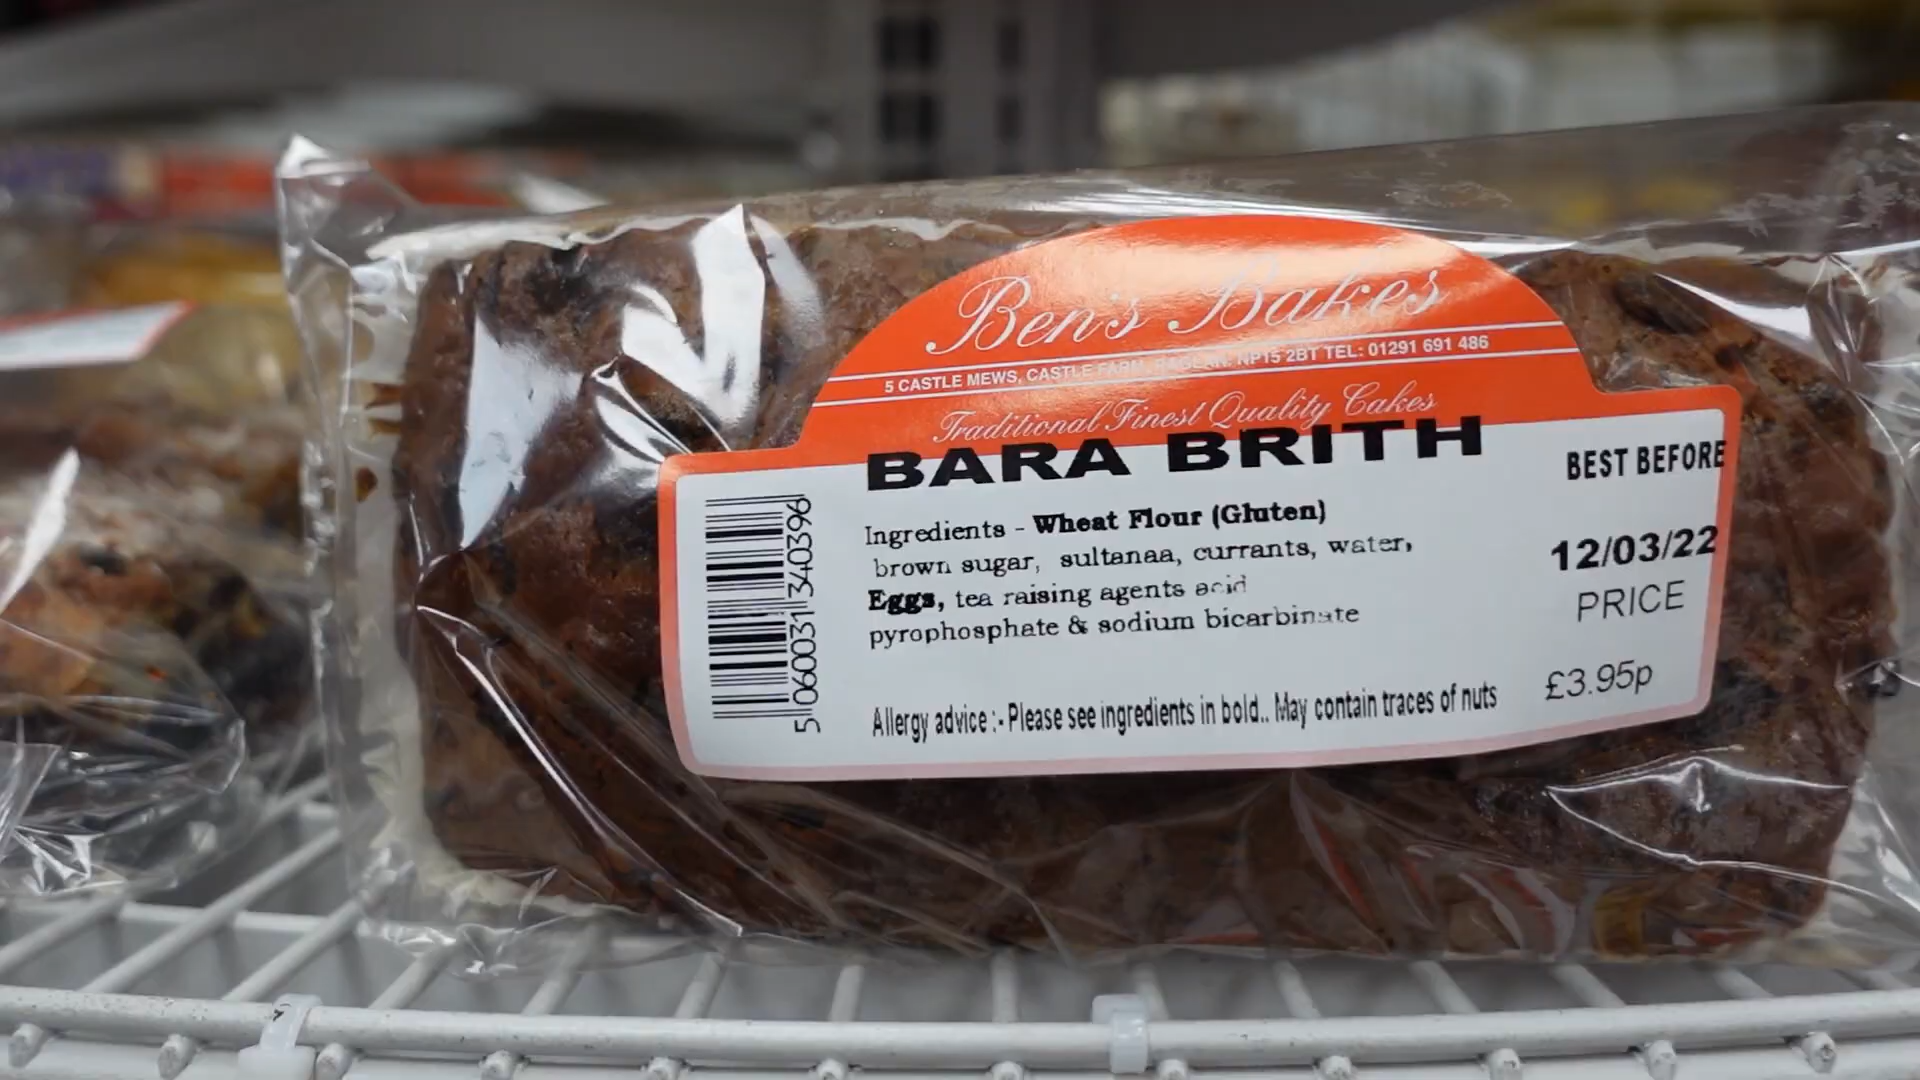 Ben's Bakes
5 CASTLE MEWS, CASTLE FARM, RAGLAN. NP15 2BT TEL: 01291 691 486
Traditional Finest Quality Cakes
BARA BRITH
Ingredients - Wheat Flour (Gluten)
brown sugar, sultanaa, currants, water,
Eggs, tea raising agents acid
pyrophosphate & sodium bicarbinate
Allergy advice :- Please see ingredients in bold.. May contain traces of nuts
5 060031 340396
BEST BEFORE
12/03/22
PRICE
£3.95p